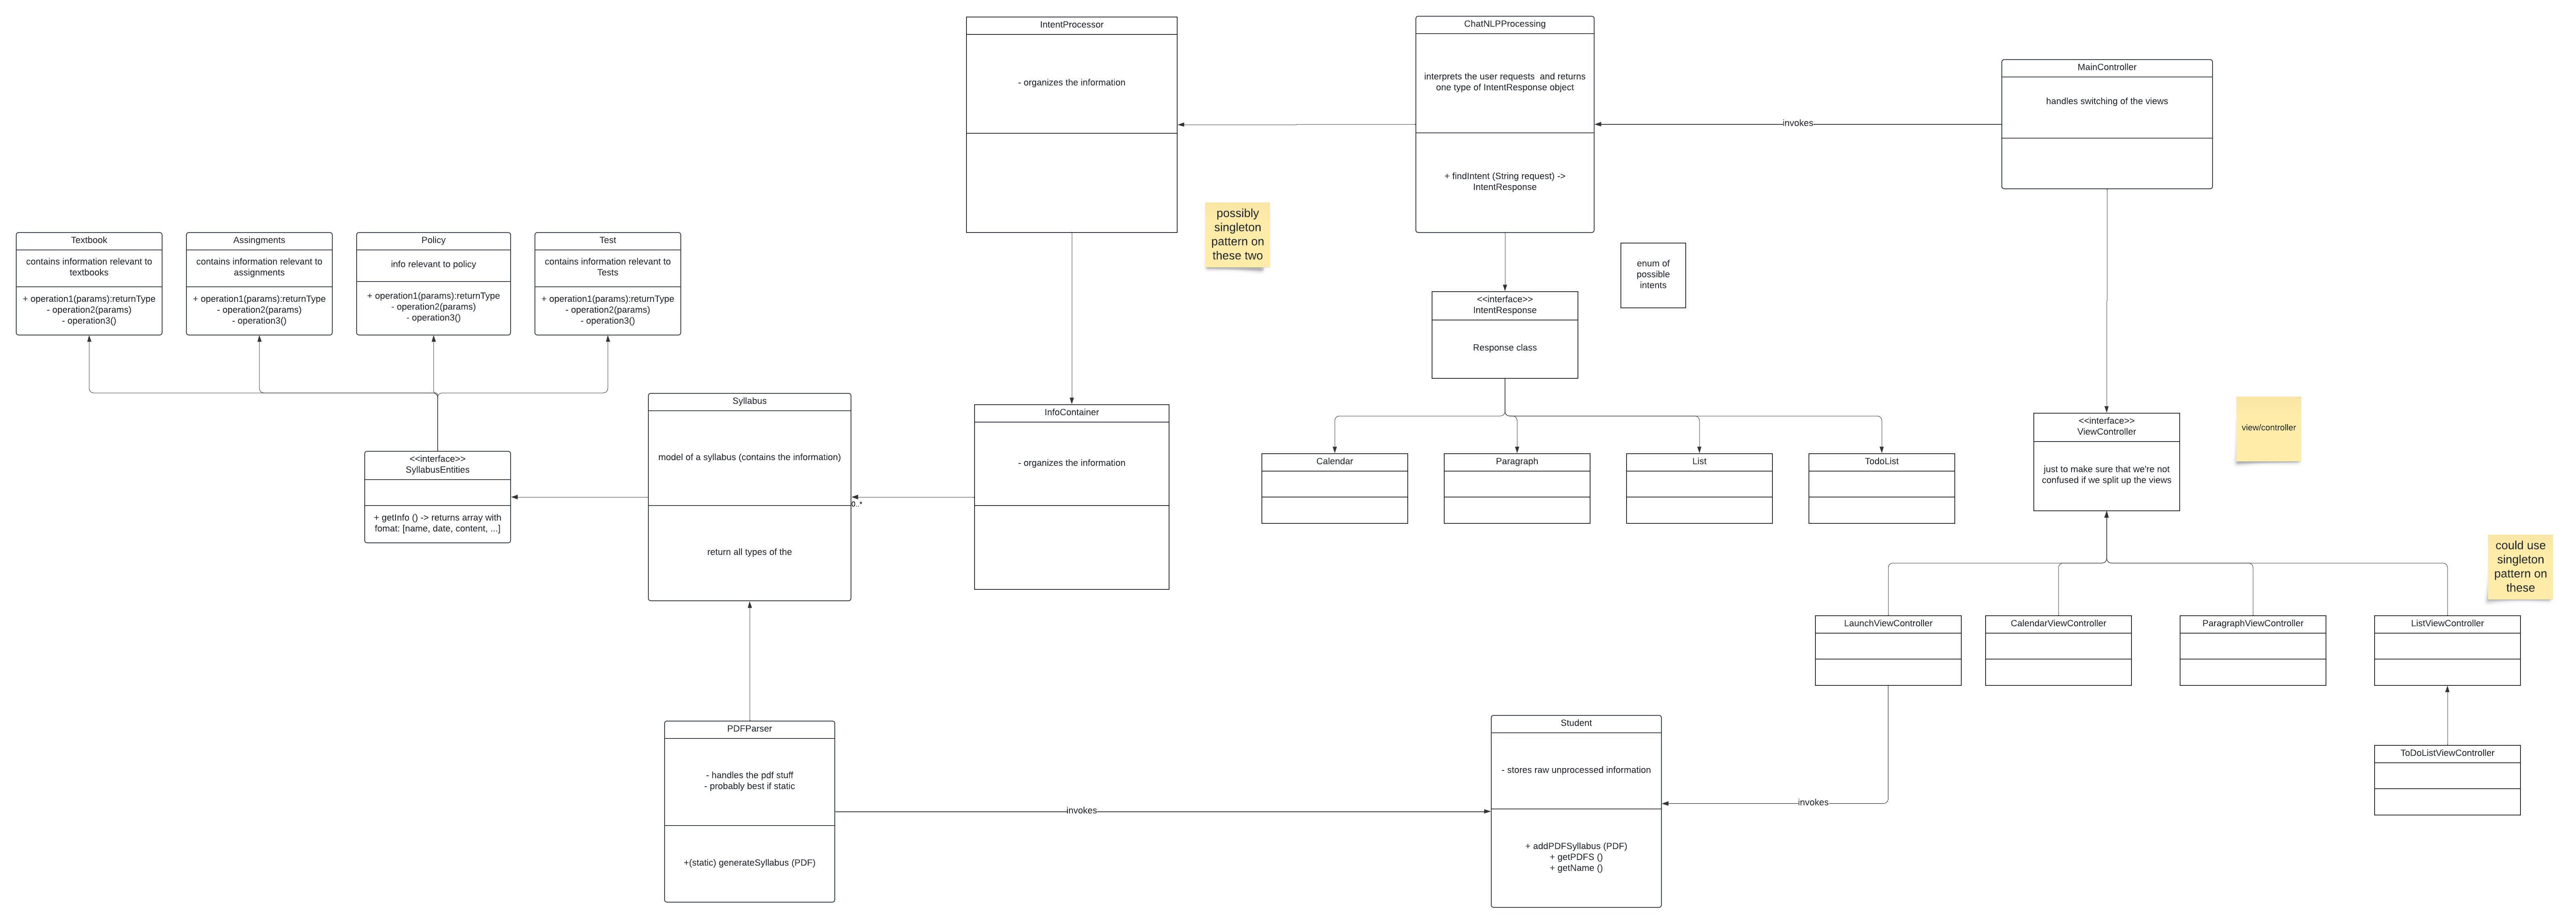 IntentProcessor
- organizes the information
ChatNLPProcessing
interprets the user requests  and returns
one type of IntentResponse object
+ findIntent (String request) ->
IntentResponse
MainController
handles switching of the views
invokes
possibly
singleton
pattern on
these two
Textbook
contains information relevant to
textbooks
+ operation1(params):returnType
- operation2(params)
- operation3()
Assingments
contains information relevant to
assignments
+ operation1(params):returnType
- operation2(params)
- operation3()
Policy
info relevant to policy
+ operation1(params):returnType
- operation2(params)
- operation3()
Test
contains information relevant to
Tests
+ operation1(params):returnType
- operation2(params)
- operation3()
enum of
possible
intents
<<interface>>
IntentResponse
Response class
Syllabus
model of a syllabus (contains the information)
return all types of the
InfoContainer
- organizes the information
0..*
<<interface>>
SyllabusEntities
+ getInfo () -> returns array with
fomat: [name, date, content, ...]
Calendar
Paragraph
List
TodoList
<<interface>>
ViewController
just to make sure that we're not
confused if we split up the views
view/controller
could use
singleton
pattern on
these
LaunchViewController
CalendarViewController
ParagraphViewController
ListViewController
ToDoListViewController
PDFParser
- handles the pdf stuff
- probably best if static
+(static) generateSyllabus (PDF)
invokes
Student
- stores raw unprocessed information
+ addPDFSyllabus (PDF)
+ getPDFS ()
+ getName ()
invokes